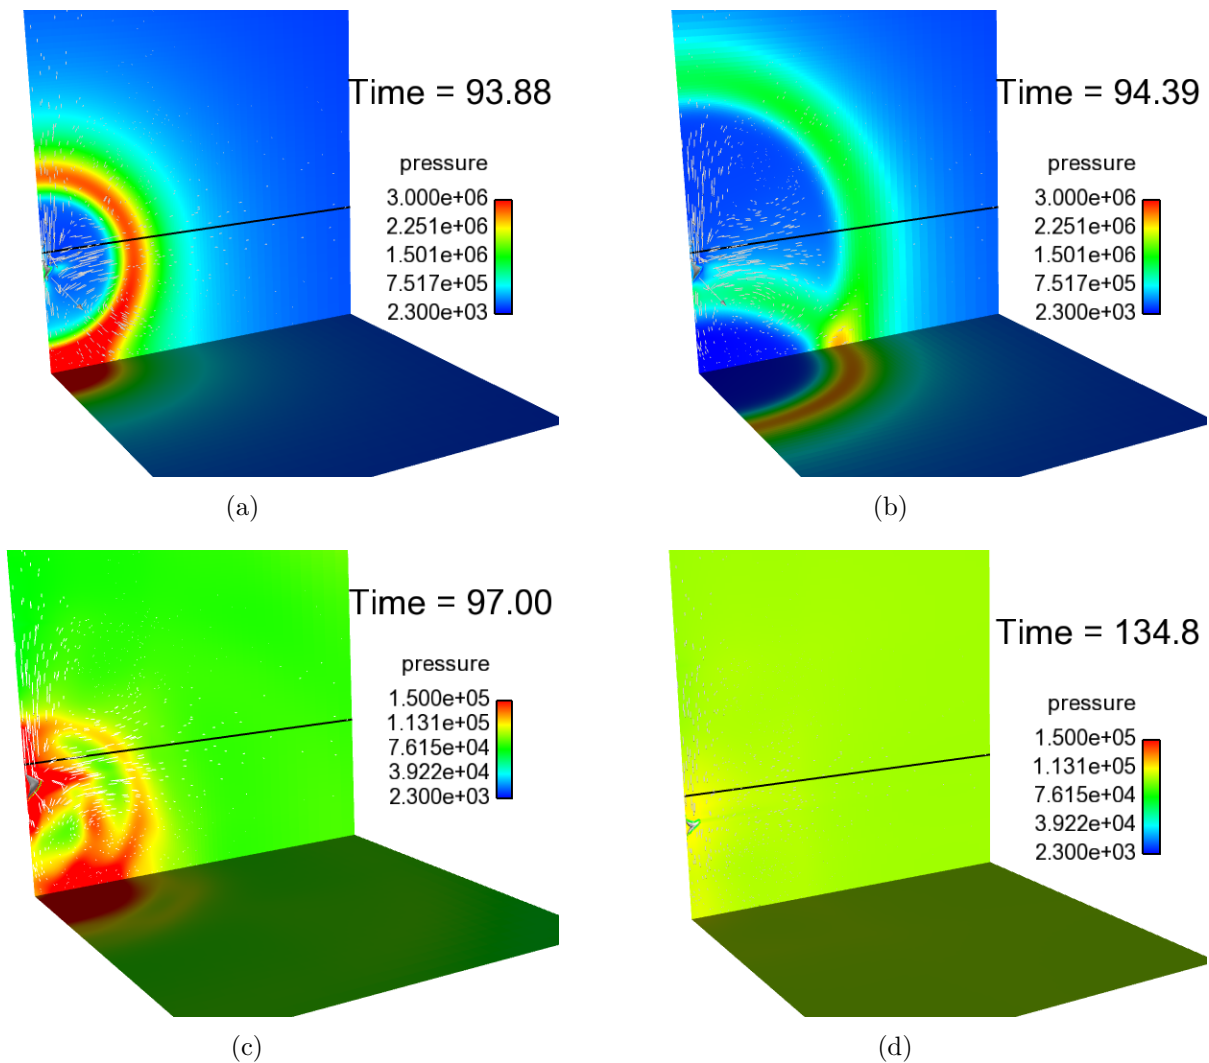 Time = 93.88
pressure
3.000e+06
2.251e+06
1.501e+06
7.517e+05
2.300e+03
(a)
Time = 94.39
pressure
3.000e+06
2.251e+06
1.501e+06
7.517e+05
2.300e+03
(b)
Time = 97.00
pressure
1.500e+05
1.131e+05
7.615e+04
3.922e+04
2.300e+03
(c)
Time = 134.8
pressure
1.500e+05
1.131e+05
7.615e+04
3.922e+04
2.300e+03
(d)